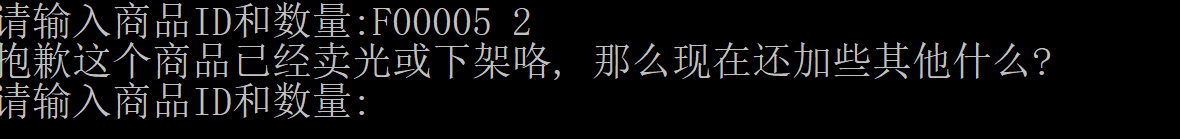 请输入商品ID和数量:F00005 2
抱歉这个商品已经卖光或下架咯, 那么现在还加些其他什么?
请输入商品ID和数量: